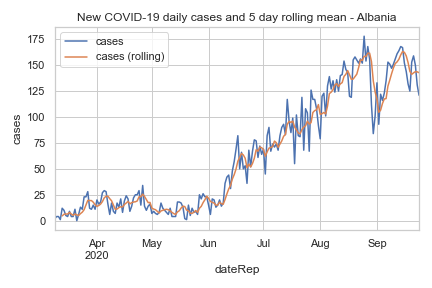 New COVID-19 daily cases and 5 day rolling mean - Albania
cases
cases (rolling)
175
150
125
100
75
50
25
0
cases
Apr
2020
May
Jun
Jul
Aug
Sep
dateRep